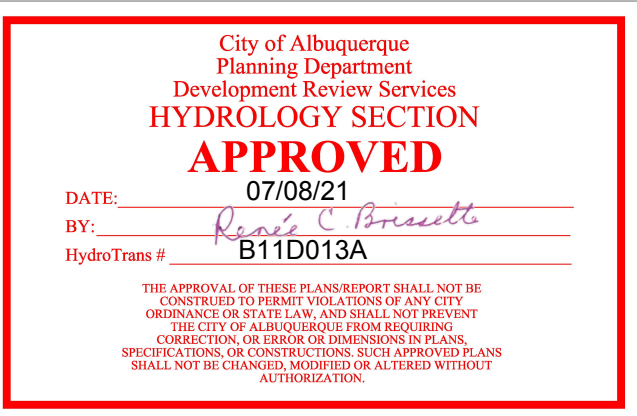 City of Albuquerque
Planning Department
Development Review Services
HYDROLOGY SECTION
APPROVED
DATE: 07/08/21
BY: Renée C. Brissette
HydroTrans # B11D013A
THE APPROVAL OF THESE PLANS/REPORT SHALL NOT BE
CONSTRUED TO PERMIT VIOLATIONS OF ANY CITY
ORDINANCE OR STATE LAW, AND SHALL NOT PREVENT
THE CITY OF ALBUQUERQUE FROM REQUIRING
CORRECTION, OR ERROR OR DIMENSIONS IN PLANS,
SPECIFICATIONS, OR CONSTRUCTIONS. SUCH APPROVED PLANS
SHALL NOT BE CHANGED, MODIFIED OR ALTERED WITHOUT
AUTHORIZATION.